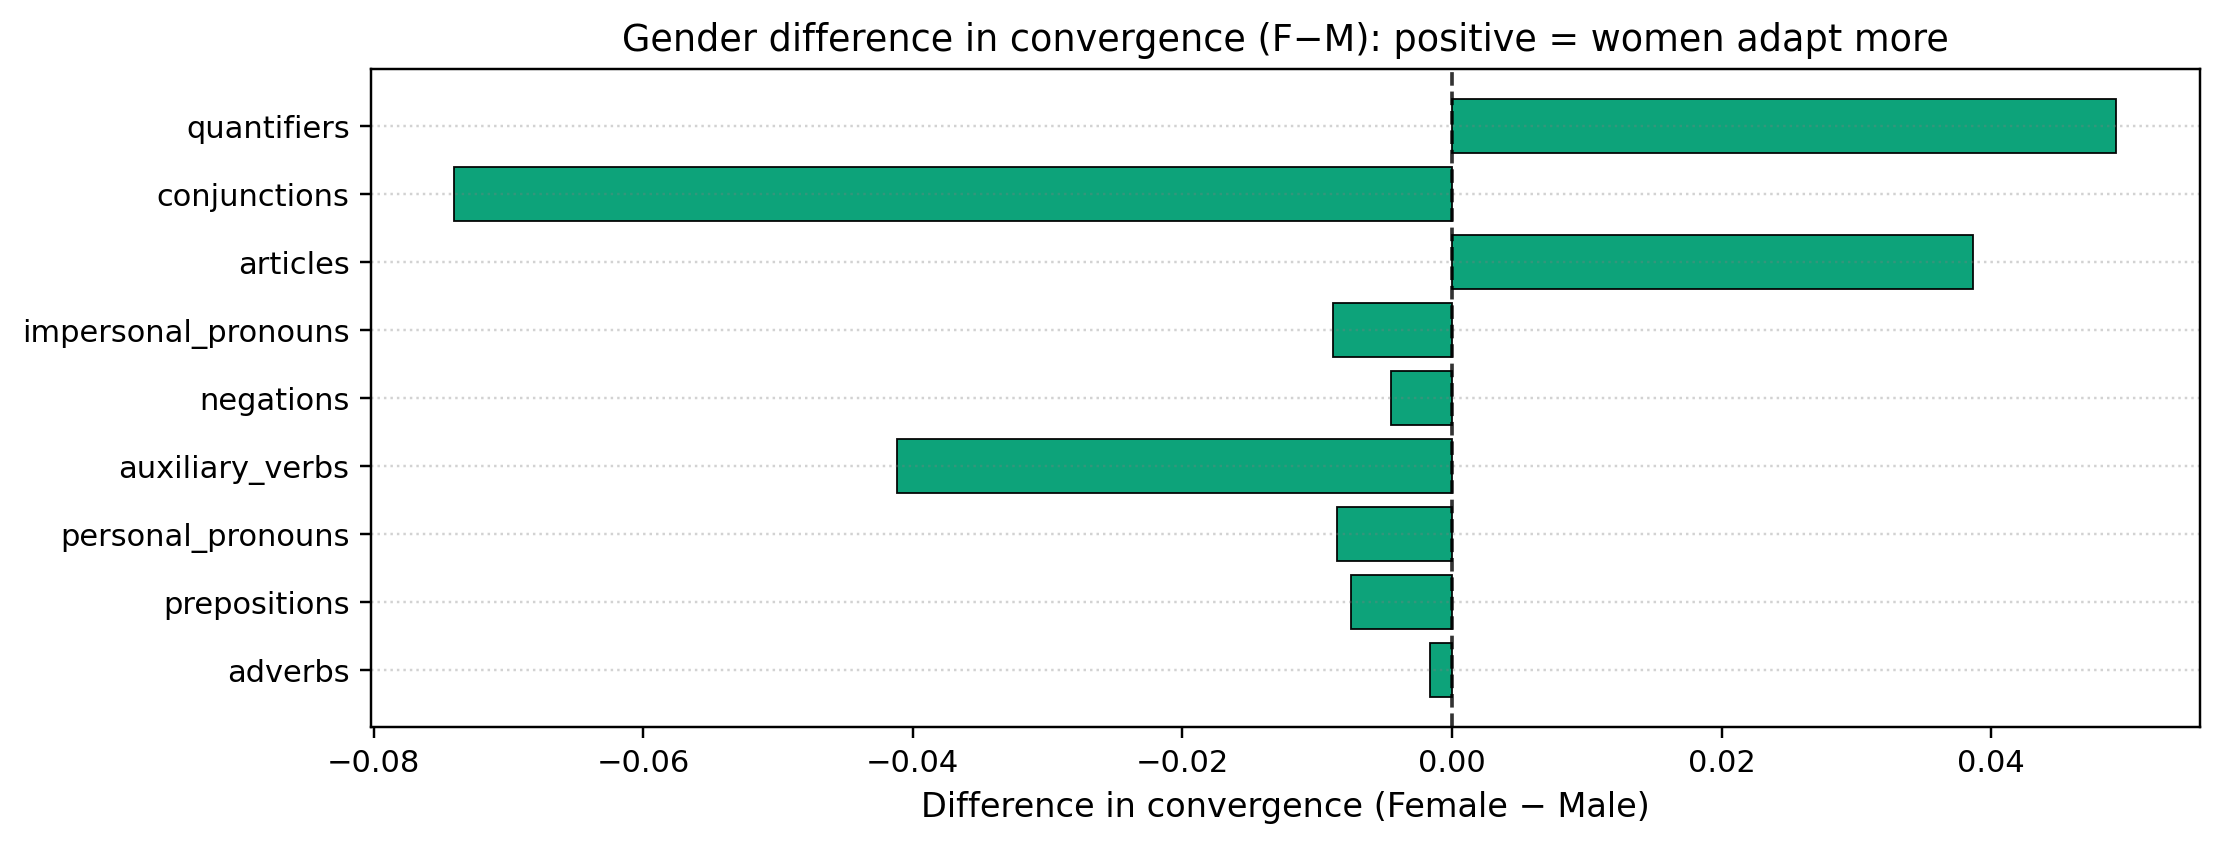 Gender difference in convergence (F−M): positive = women adapt more
quantifiers
conjunctions
articles
impersonal_pronouns
negations
auxiliary_verbs
personal_pronouns
prepositions
adverbs
−0.08 −0.06 −0.04 −0.02 0.00 0.02 0.04
Difference in convergence (Female − Male)